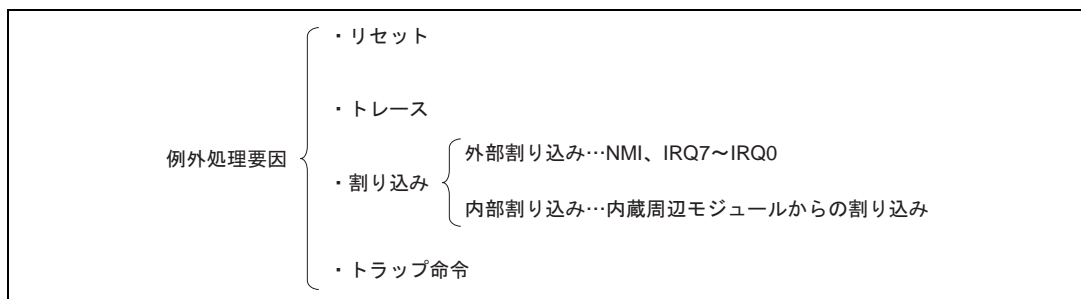 ・リセット
・トレース
例外処理要因
・割り込み
外部割り込み…NMI、IRQ7～IRQ0
内部割り込み…内蔵周辺モジュールからの割り込み
・トラップ命令